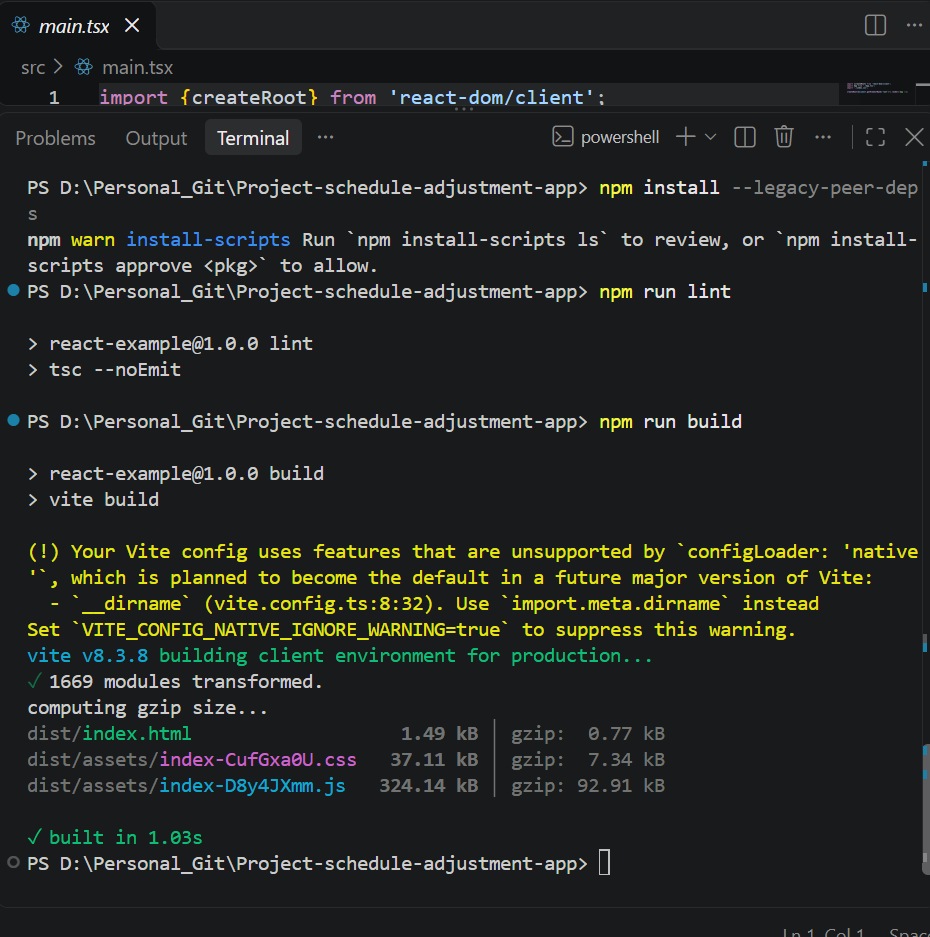 main.tsx
src > main.tsx
1 import {createRoot} from 'react-dom/client';
Problems Output Terminal ··· powershell
PS D:\Personal_Git\Project-schedule-adjustment-app> npm install --legacy-peer-dep
s
npm warn install-scripts Run `npm install-scripts ls` to review, or `npm install-
scripts approve <pkg>` to allow.
PS D:\Personal_Git\Project-schedule-adjustment-app> npm run lint
> react-example@1.0.0 lint
> tsc --noEmit
PS D:\Personal_Git\Project-schedule-adjustment-app> npm run build
> react-example@1.0.0 build
> vite build
(!) Your Vite config uses features that are unsupported by `configLoader: 'native
'`, which is planned to become the default in a future major version of Vite:
- `__dirname` (vite.config.ts:8:32). Use `import.meta.dirname` instead
Set `VITE_CONFIG_NATIVE_IGNORE_WARNING=true` to suppress this warning.
vite v8.3.8 building client environment for production...
✓ 1669 modules transformed.
computing gzip size...
dist/index.html 1.49 kB │ gzip: 0.77 kB
dist/assets/index-CufGxa0U.css 37.11 kB │ gzip: 7.34 kB
dist/assets/index-D8y4JXmm.js 324.14 kB │ gzip: 92.91 kB
✓ built in 1.03s
PS D:\Personal_Git\Project-schedule-adjustment-app>
Ln 1, Col 1 Spac